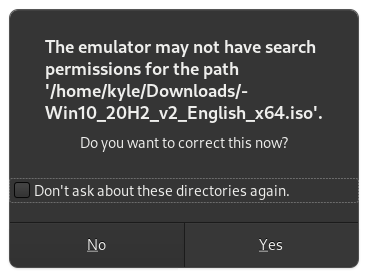 The emulator may not have search
permissions for the path
'/home/kyle/Downloads/-
Win10_20H2_v2_English_x64.iso'.
Do you want to correct this now?
Don't ask about these directories again.
No
Yes